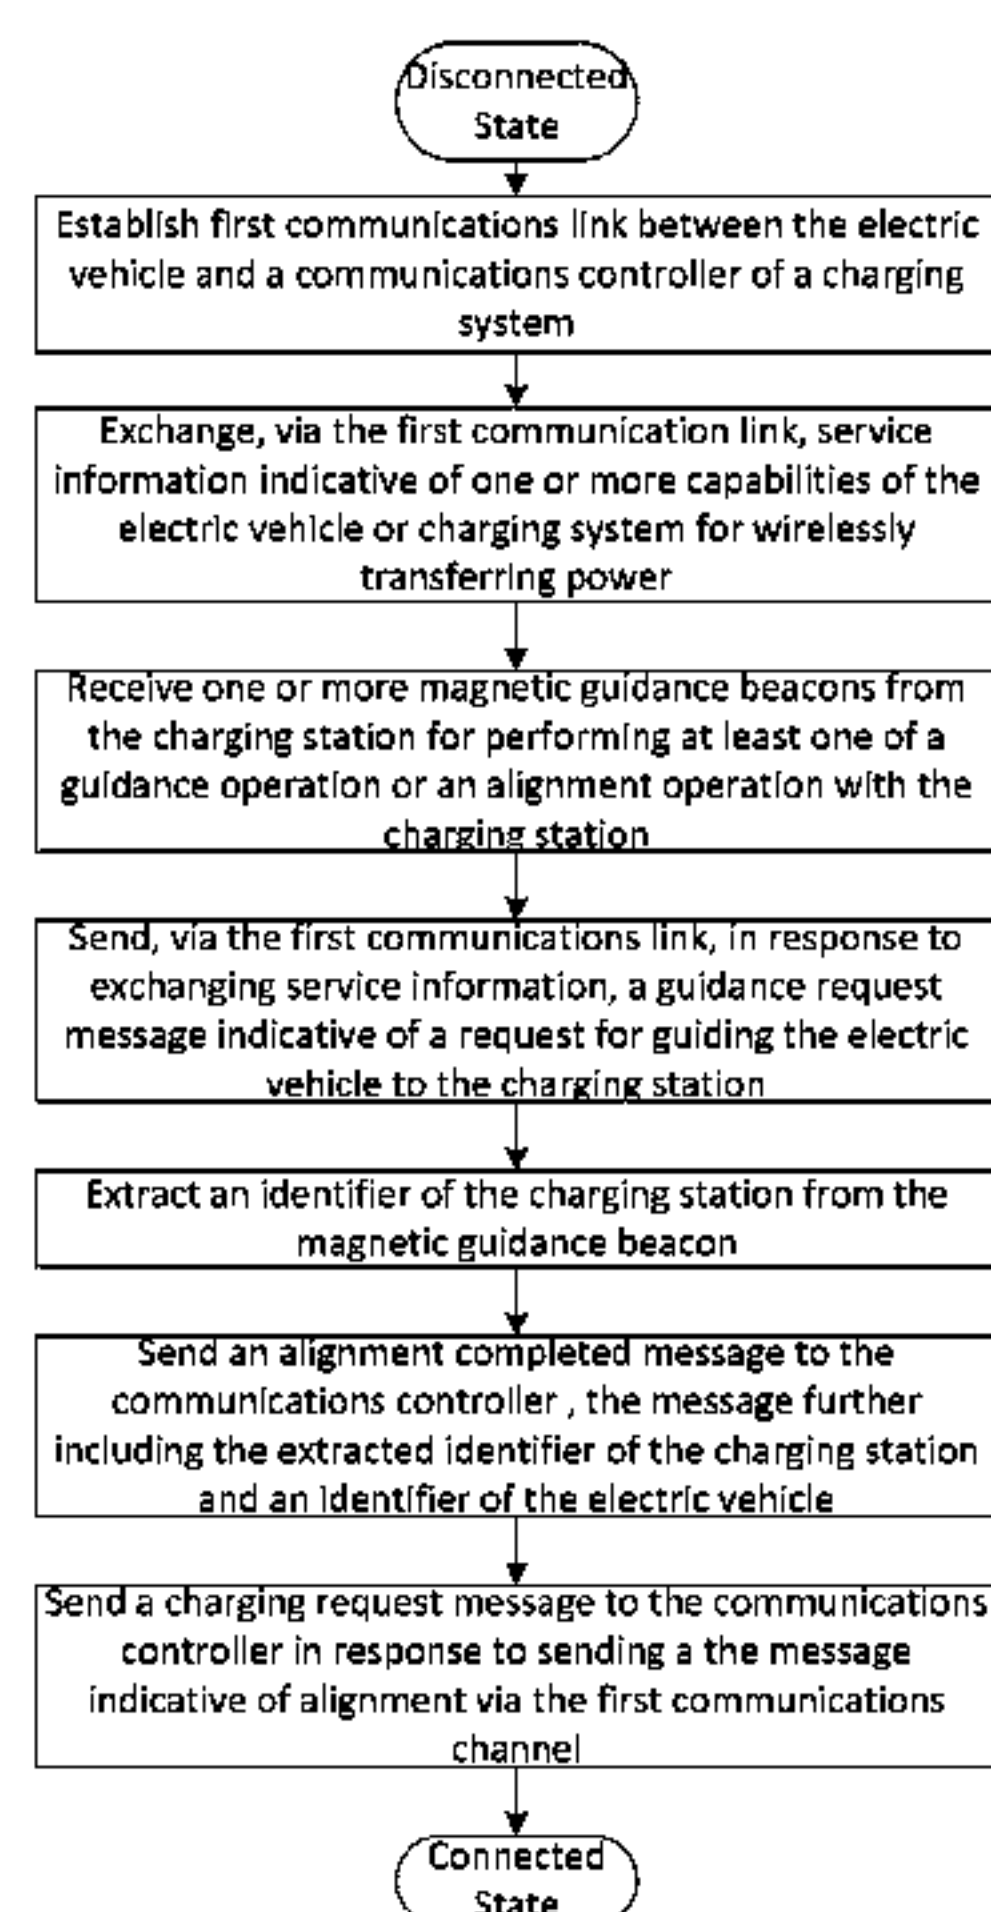 Disconnected
State
Establish first communications link between the electric
vehicle and a communications controller of a charging
system
Exchange, via the first communication link, service
information indicative of one or more capabilities of the
electric vehicle or charging system for wirelessly
transferring power
Receive one or more magnetic guidance beacons from
the charging station for performing at least one of a
guidance operation or an alignment operation with the
charging station
Send, via the first communications link, in response to
exchanging service information, a guidance request
message indicative of a request for guiding the electric
vehicle to the charging station
Extract an identifier of the charging station from the
magnetic guidance beacon
Send an alignment completed message to the
communications controller , the message further
including the extracted identifier of the charging station
and an identifier of the electric vehicle
Send a charging request message to the communications
controller in response to sending a the message
indicative of alignment via the first communications
channel
Connected
State